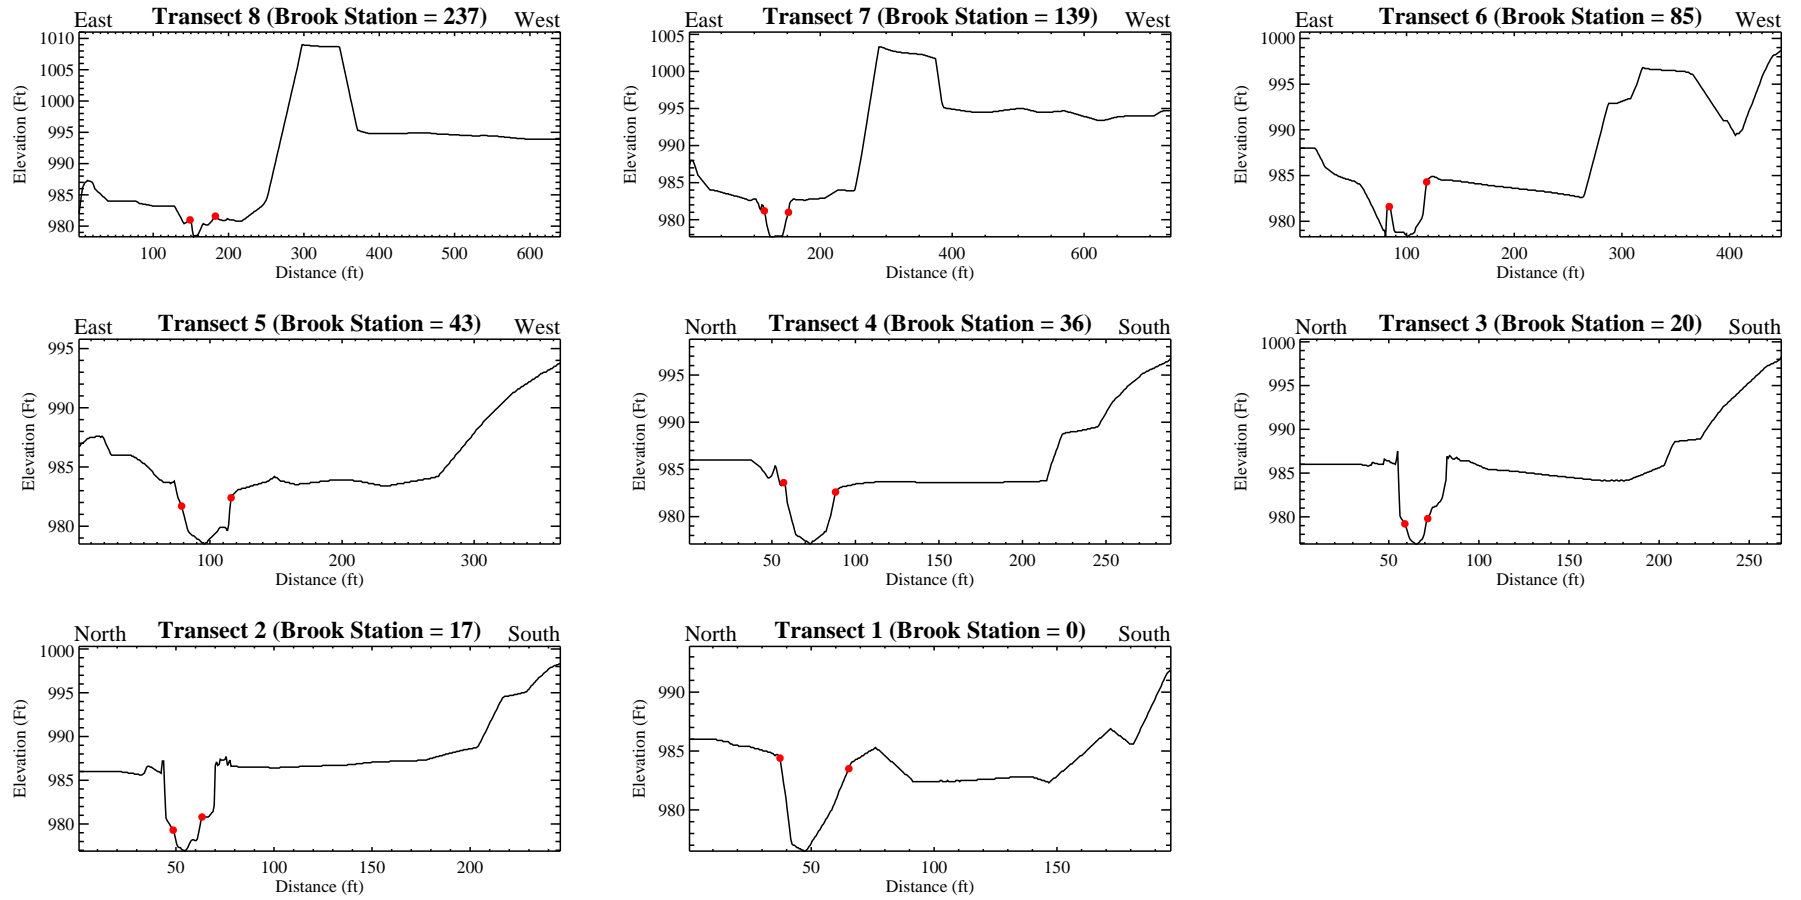 East Transect 8 (Brook Station = 237) West
1010
1005
1000
995
990
985
980
Elevation (Ft)
100 200 300 400 500 600
Distance (ft)
East Transect 7 (Brook Station = 139) West
1005
1000
995
990
985
980
Elevation (Ft)
200 400 600
Distance (ft)
East Transect 6 (Brook Station = 85) West
1000
995
990
985
980
Elevation (Ft)
100 200 300 400
Distance (ft)
East Transect 5 (Brook Station = 43) West
995
990
985
980
Elevation (Ft)
100 200 300
Distance (ft)
North Transect 4 (Brook Station = 36) South
995
990
985
980
Elevation (Ft)
50 100 150 200 250
Distance (ft)
North Transect 3 (Brook Station = 20) South
1000
995
990
985
980
Elevation (Ft)
50 100 150 200 250
Distance (ft)
North Transect 2 (Brook Station = 17) South
1000
995
990
985
980
Elevation (Ft)
50 100 150 200
Distance (ft)
North Transect 1 (Brook Station = 0) South
990
985
980
Elevation (Ft)
50 100 150
Distance (ft)